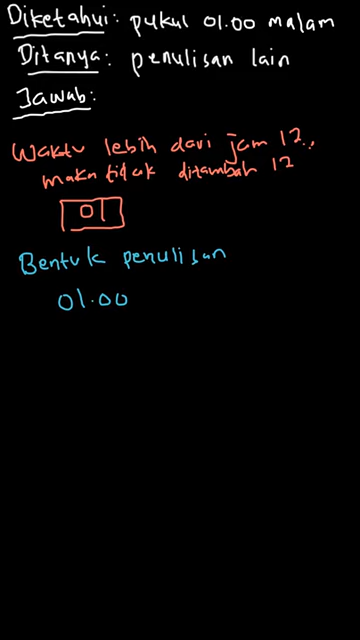 Diketahui: pukul 01.00 malam
Ditanya: penulisan lain
Jawab:
Waktu lebih dari jam 12,
maka tidak ditambah 12
01
Bentuk penulisan
01.00